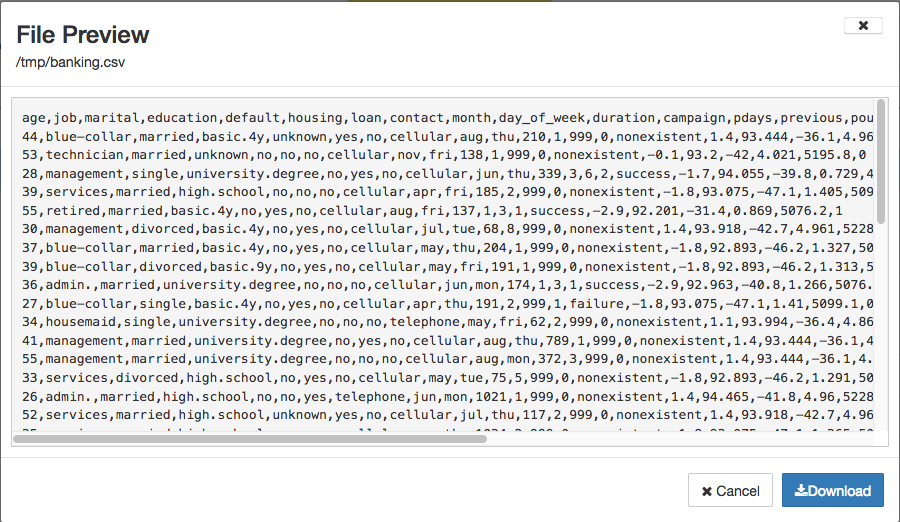 File Preview
/tmp/banking.csv
age,job,marital,education,default,housing,loan,contact,month,day_of_week,duration,campaign,pdays,previous,pou
44,blue-collar,married,basic.4y,unknown,yes,no,cellular,aug,thu,210,1,999,0,nonexistent,1.4,93.444,-36.1,4.96
53,technician,married,unknown,no,no,no,cellular,nov,fri,138,1,999,0,nonexistent,-0.1,93.2,-42,4.021,5195.8,0
28,management,single,university.degree,no,yes,no,cellular,jun,thu,339,3,6,2,success,-1.7,94.055,-39.8,0.729,4
39,services,married,high.school,no,no,no,cellular,apr,fri,185,2,999,0,nonexistent,-1.8,93.075,-47.1,1.405,509
55,retired,married,basic.4y,no,yes,no,cellular,aug,fri,137,1,3,1,success,-2.9,92.201,-31.4,0.869,5076.2,1
30,management,divorced,basic.4y,no,yes,no,cellular,jul,tue,68,8,999,0,nonexistent,1.4,93.918,-42.7,4.961,5228
37,blue-collar,married,basic.4y,no,yes,no,cellular,may,thu,204,1,999,0,nonexistent,-1.8,92.893,-46.2,1.327,50
39,blue-collar,divorced,basic.9y,no,yes,no,cellular,may,fri,191,1,999,0,nonexistent,-1.8,92.893,-46.2,1.313,5
36,admin.,married,university.degree,no,no,no,cellular,jun,mon,174,1,3,1,success,-2.9,92.963,-40.8,1.266,5076.
27,blue-collar,single,basic.4y,no,yes,no,cellular,apr,thu,191,2,999,1,failure,-1.8,93.075,-47.1,1.41,5099.1,0
34,housemaid,single,university.degree,no,no,no,telephone,may,fri,62,2,999,0,nonexistent,1.1,93.994,-36.4,4.86
41,management,married,university.degree,no,yes,no,cellular,aug,thu,789,1,999,0,nonexistent,1.4,93.444,-36.1,4
55,management,married,university.degree,no,no,no,cellular,aug,mon,372,3,999,0,nonexistent,1.4,93.444,-36.1,4.
33,services,divorced,high.school,no,yes,no,cellular,may,tue,75,5,999,0,nonexistent,-1.8,92.893,-46.2,1.291,50
26,admin.,married,high.school,no,no,yes,telephone,jun,mon,1021,1,999,0,nonexistent,1.4,94.465,-41.8,4.96,5228
52,services,married,high.school,unknown,yes,no,cellular,jul,thu,117,2,999,0,nonexistent,1.4,93.918,-42.7,4.96
Cancel
Download